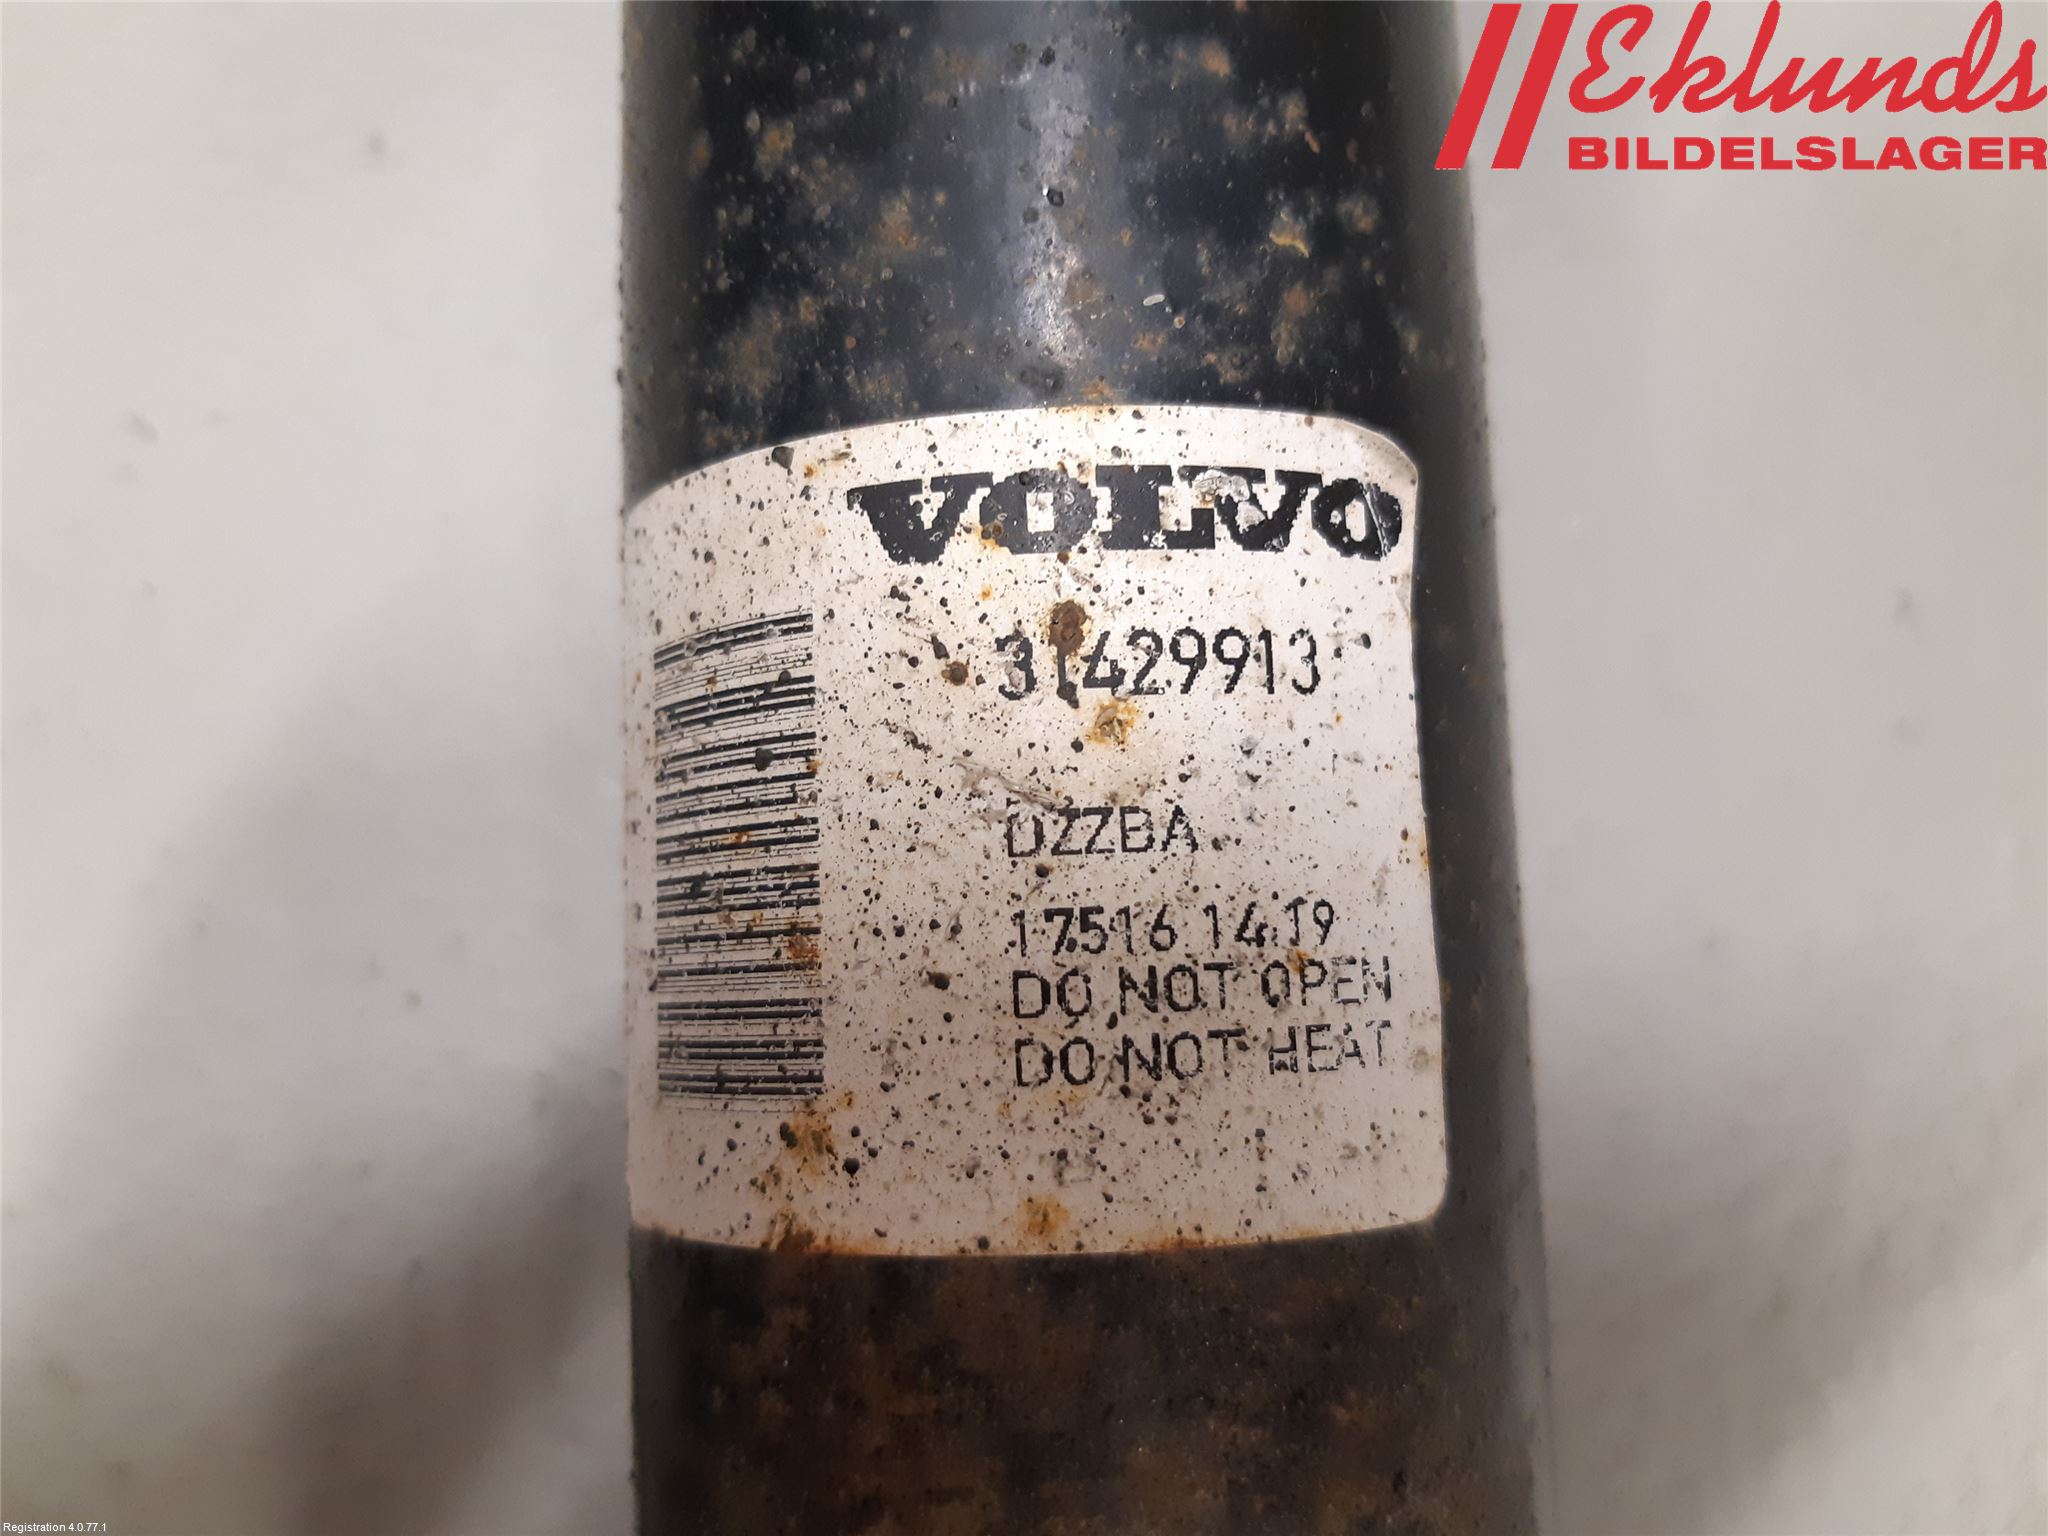 Eklunds
BILDELSLAGER
VOLVO
31429913
DZZBA
17516 14:19
DO NOT OPEN
DO NOT HEAT
Registration 4.0.77.1